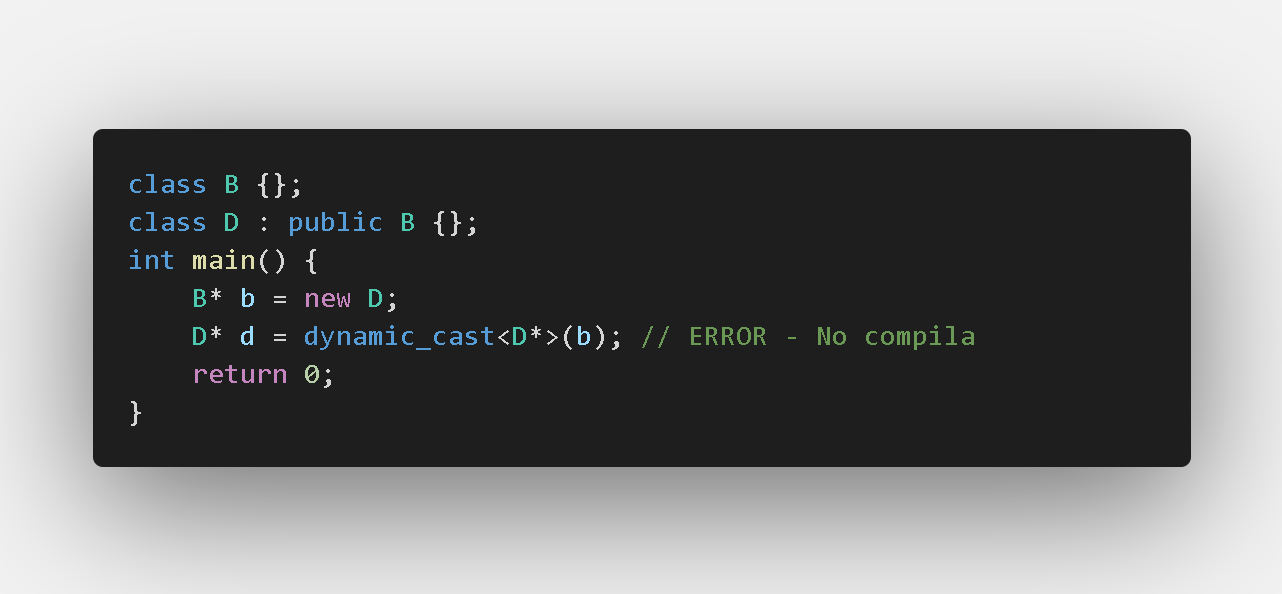 class B {};
class D : public B {};
int main() {
    B* b = new D;
    D* d = dynamic_cast<D*>(b); // ERROR - No compila
    return 0;
}